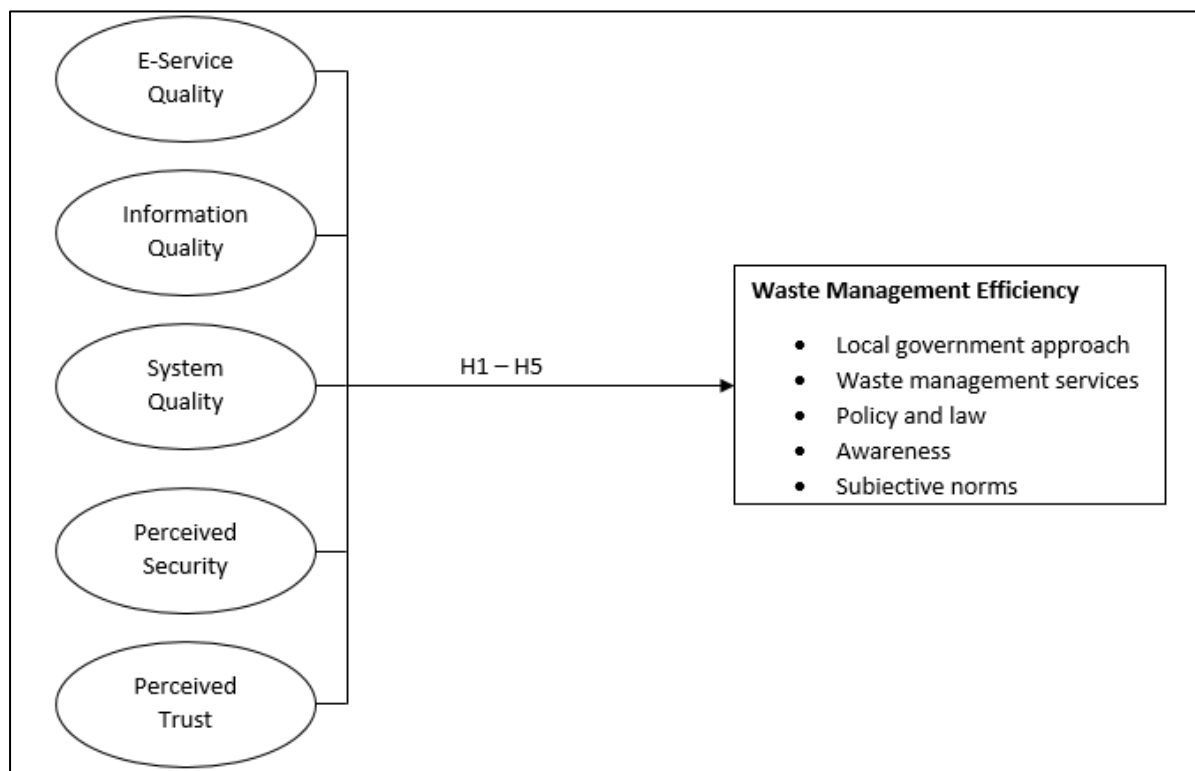 E-Service
Quality
Information
Quality
System
Quality
Perceived
Security
Perceived
Trust
H1 – H5
Waste Management Efficiency
• Local government approach
• Waste management services
• Policy and law
• Awareness
• Subiective norms